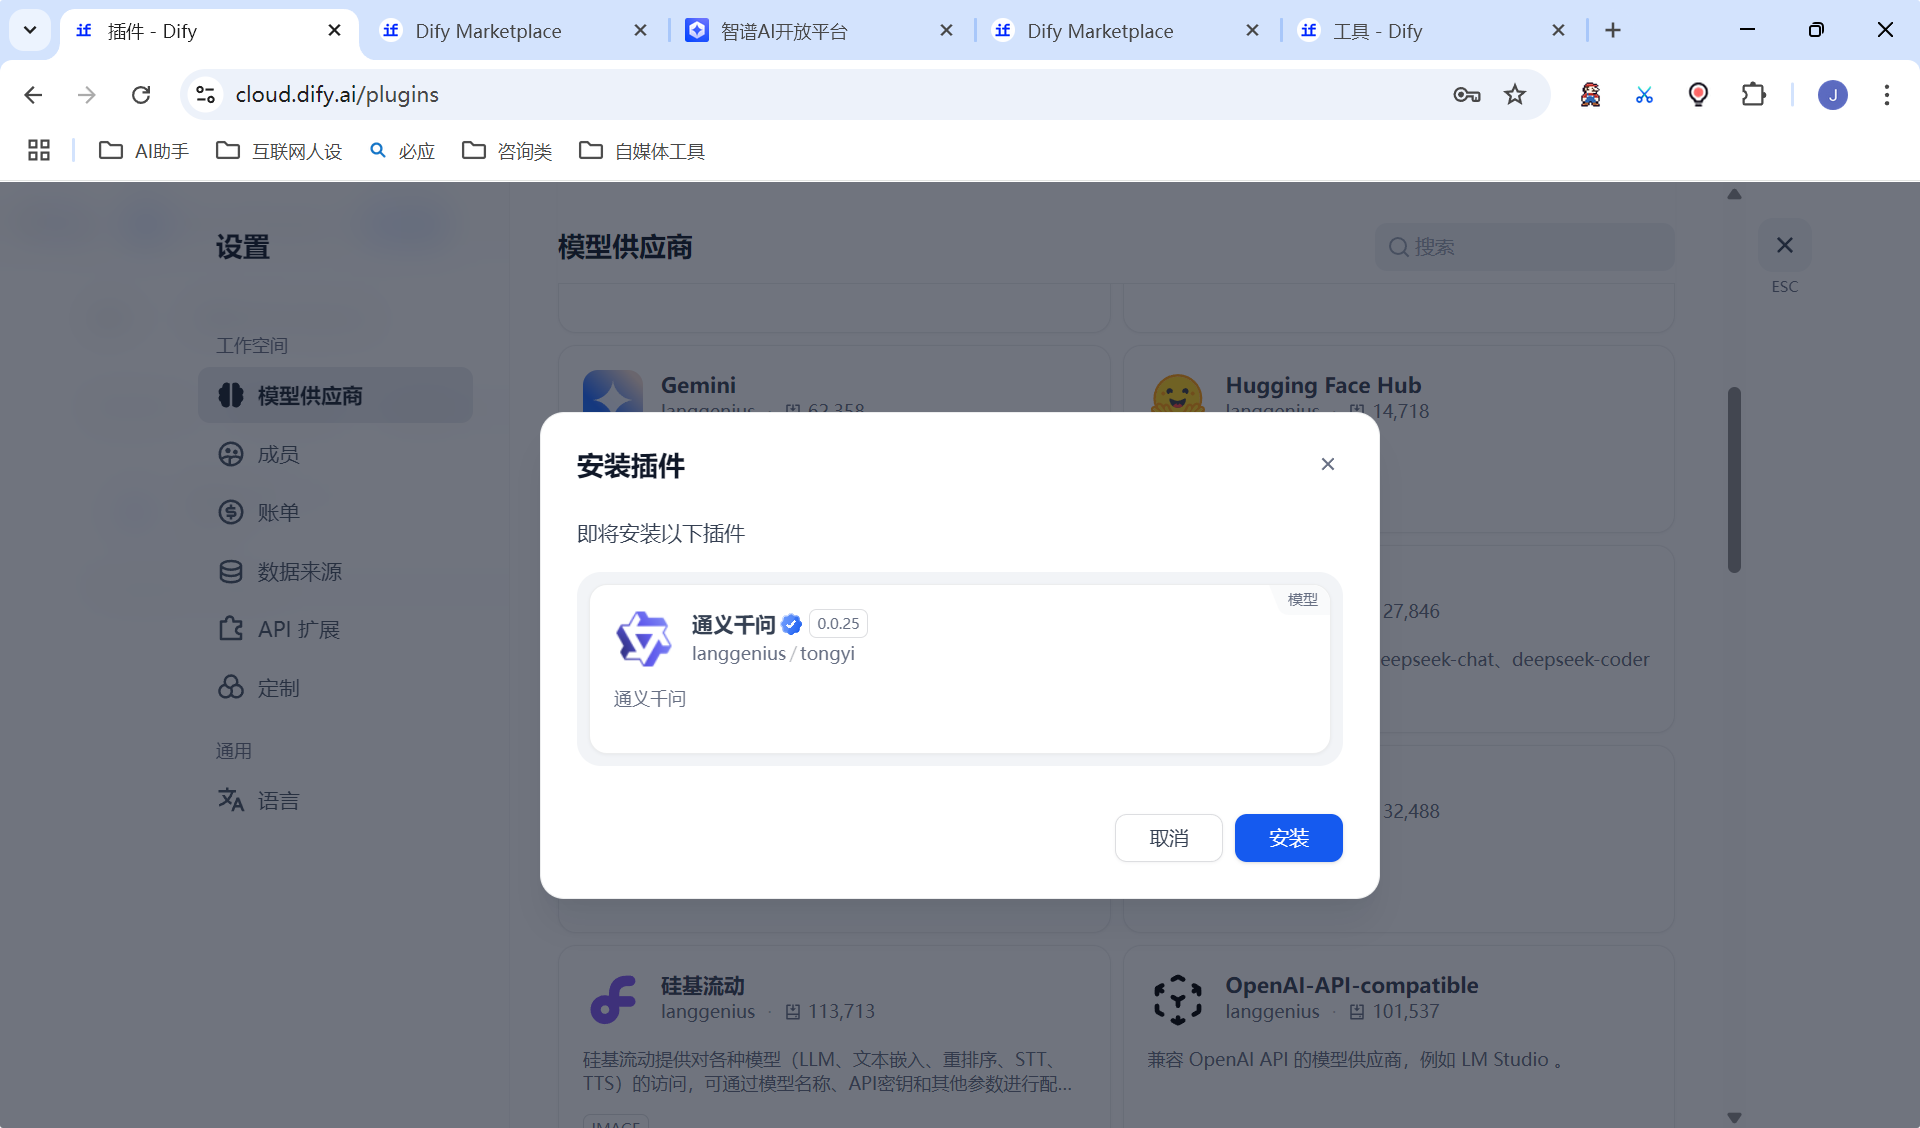 插件 - Dify
Dify Marketplace
智谱AI开放平台
Dify Marketplace
工具 - Dify
cloud.dify.ai/plugins
J
AI助手
互联网人设
必应
咨询类
自媒体工具
设置
模型供应商
搜索
ESC
工作空间
模型供应商
成员
账单
数据来源
API 扩展
定制
通用
语言
Gemini
langgenius · 62,358
Hugging Face Hub
langgenius · 14,718
安装插件
即将安装以下插件
模型
通义千问 0.0.25
langgenius / tongyi
通义千问
取消
安装
27,846
eepseek-chat、deepseek-coder
32,488
硅基流动
langgenius · 113,713
硅基流动提供对各种模型（LLM、文本嵌入、重排序、STT、
TTS）的访问，可通过模型名称、API密钥和其他参数进行配...
IMAGE
OpenAI-API-compatible
langgenius · 101,537
兼容 OpenAI API 的模型供应商，例如 LM Studio 。